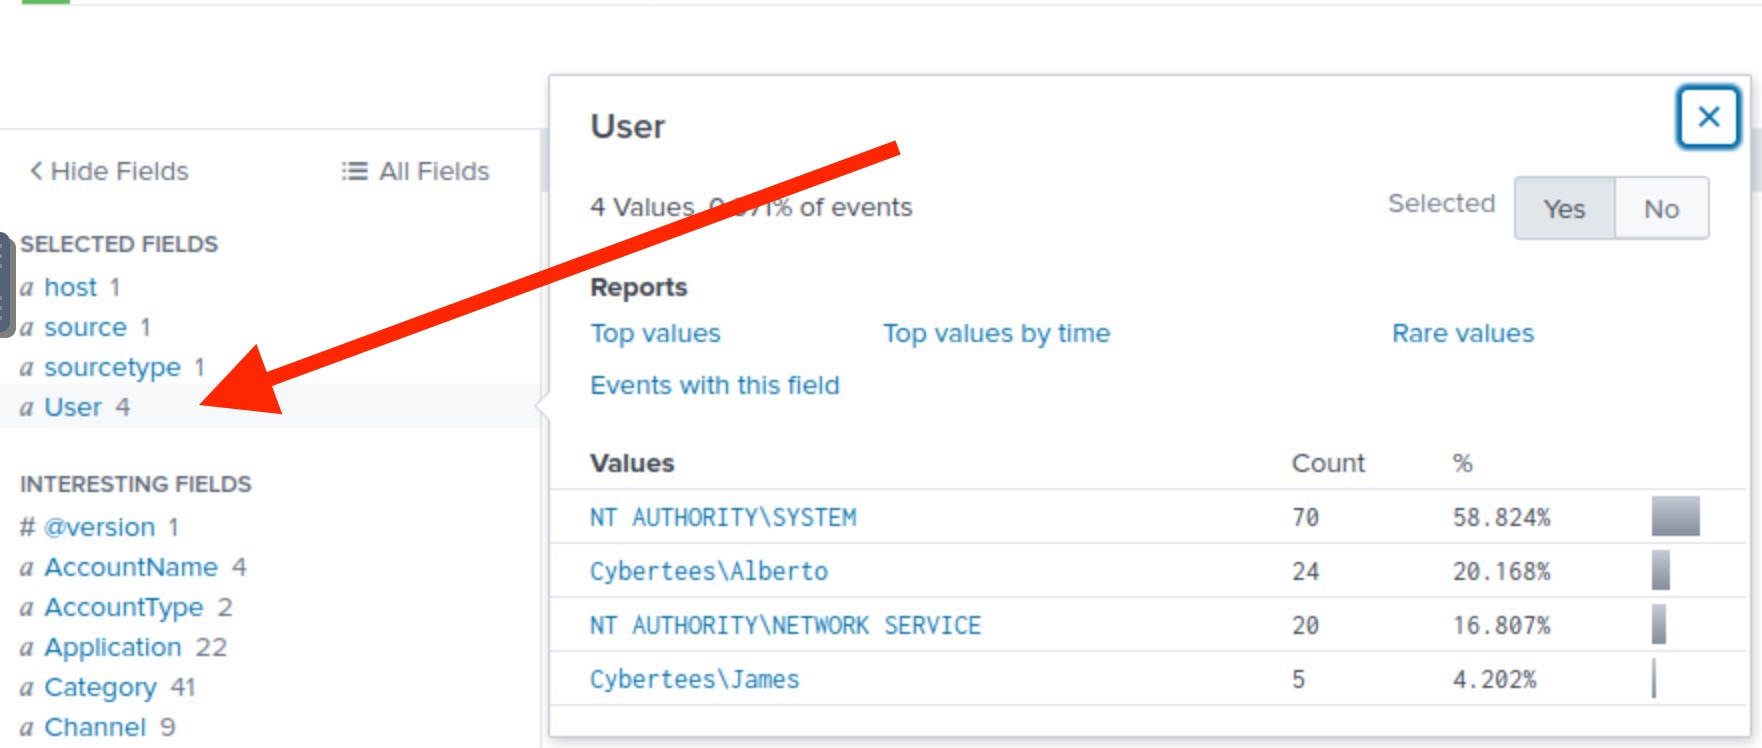 Hide Fields
All Fields
SELECTED FIELDS
a host 1
a source 1
a sourcetype 1
a User 4
INTERESTING FIELDS
# @version 1
a AccountName 4
a AccountType 2
a Application 22
a Category 41
a Channel 9
User
4 Values, % of events
Selected Yes No
Reports
Top values Top values by time Rare values
Events with this field
Values Count %
NT AUTHORITY\SYSTEM 70 58.824%
Cybertees\Alberto 24 20.168%
NT AUTHORITY\NETWORK SERVICE 20 16.807%
Cybertees\James 5 4.202%